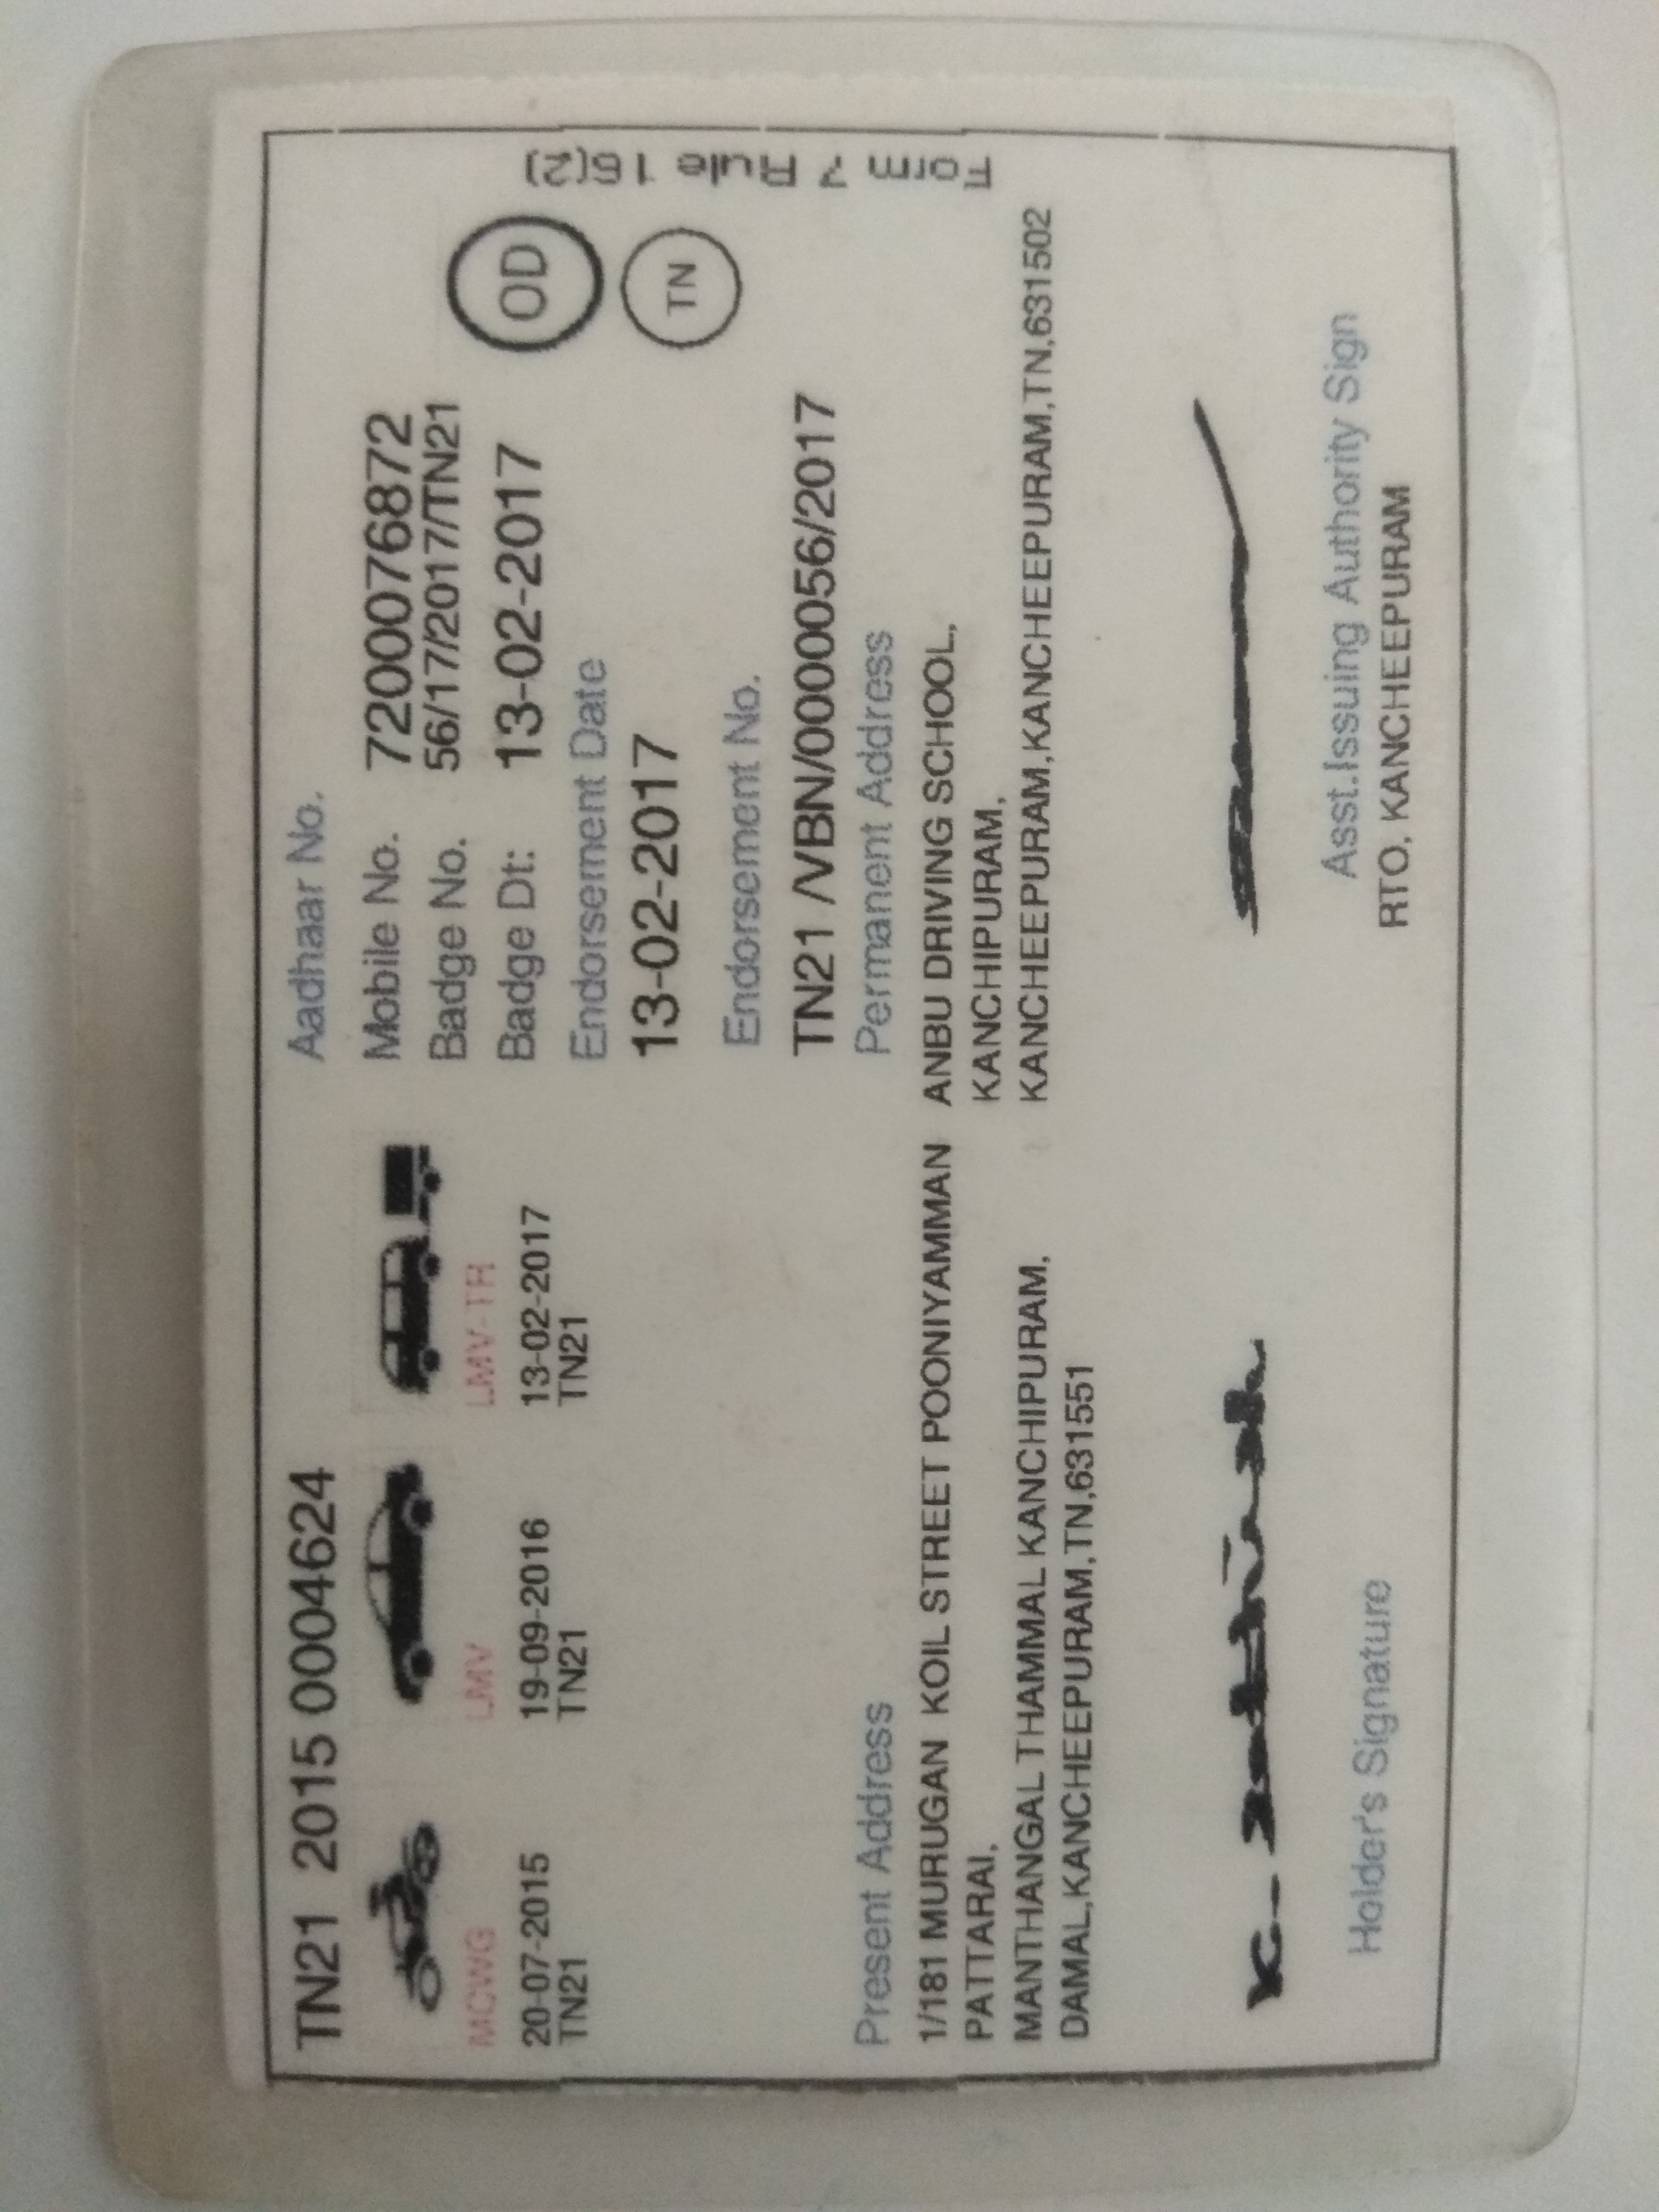 TN21 2015 0004624
MCWG
20-07-2015
TN21
LMV
19-09-2016
TN21
LMV-TR
13-02-2017
TN21
Aadhaar No.
Mobile No. 7200076872
Badge No. 56/17/2017/TN21
Badge Dt: 13-02-2017
Endorsement Date
13-02-2017
Endorsement No.
TN21 /VBN/0000056/2017
OD
TN
Form 7 Rule 16(2)
Present Address
1/181 MURUGAN KOIL STREET POONIYAMMAN
PATTARAI,
MANTHANGAL THAMMAL KANCHIPURAM,
DAMAL,KANCHEEPURAM,TN,631551
Permanent Address
ANBU DRIVING SCHOOL,
KANCHIPURAM,
KANCHEEPURAM,KANCHEEPURAM,TN,631502
Holder's Signature
Asst.Issuing Authority Sign
RTO, KANCHEEPURAM